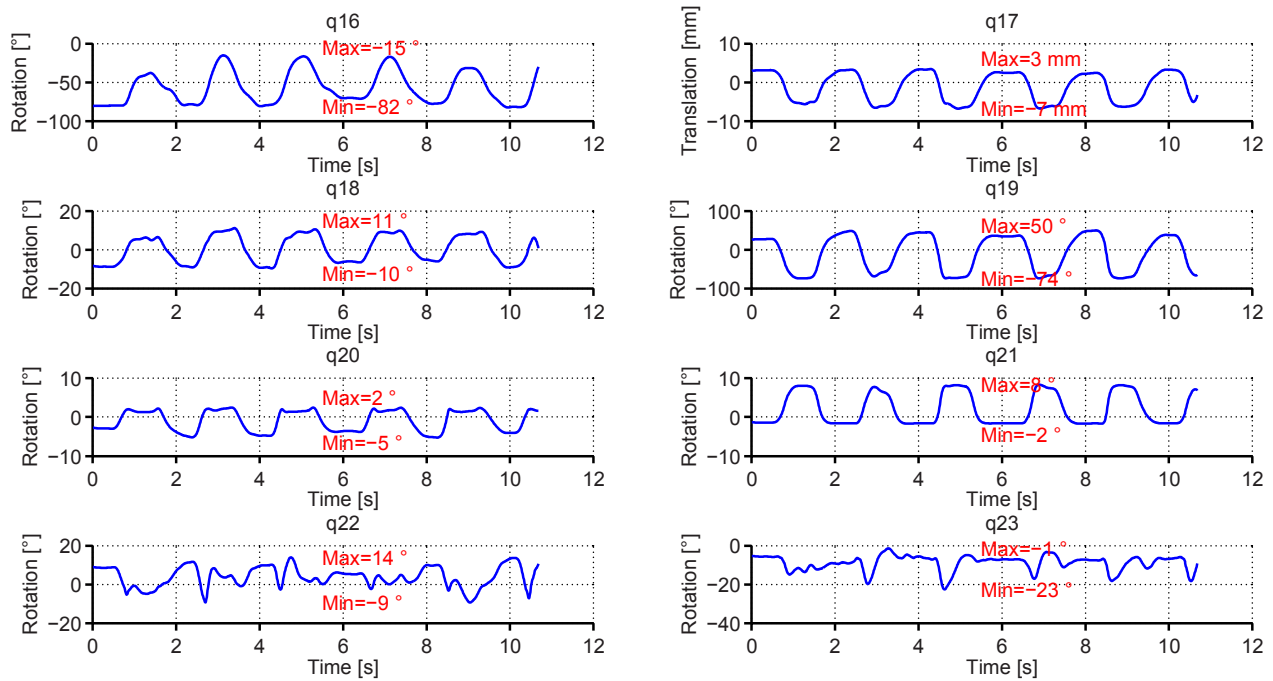 q16
Rotation [°]
0
−50
−100
Max=−15 °
Min=−82 °
0 2 4 6 8 10 12
Time [s]
q17
Translation [mm]
10
0
−10
Max=3 mm
Min=−7 mm
0 2 4 6 8 10 12
Time [s]
q18
Rotation [°]
20
0
−20
Max=11 °
Min=−10 °
0 2 4 6 8 10 12
Time [s]
q19
Rotation [°]
100
0
−100
Max=50 °
Min=−74 °
0 2 4 6 8 10 12
Time [s]
q20
Rotation [°]
10
0
−10
Max=2 °
Min=−5 °
0 2 4 6 8 10 12
Time [s]
q21
Rotation [°]
10
0
−10
Max=8 °
Min=−2 °
0 2 4 6 8 10 12
Time [s]
q22
Rotation [°]
20
0
−20
Max=14 °
Min=−9 °
0 2 4 6 8 10 12
Time [s]
q23
Rotation [°]
0
−20
−40
Max=−1 °
Min=−23 °
0 2 4 6 8 10 12
Time [s]